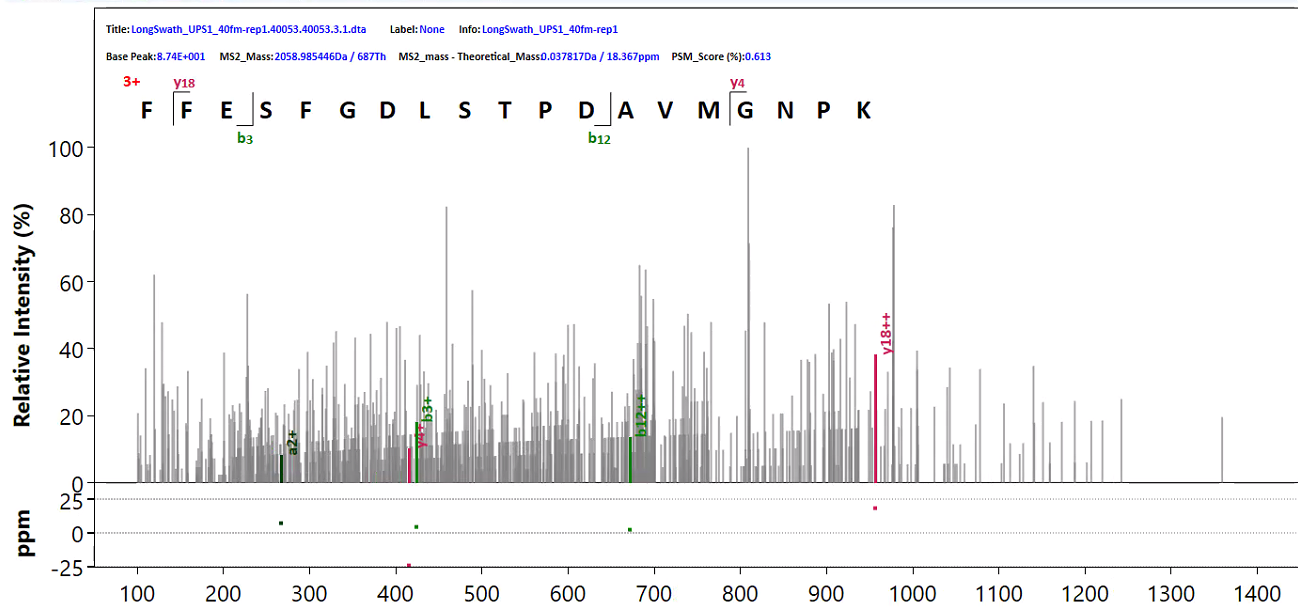 Title: LongSwath_UPS1_40fm-rep1.40053.40053.3.1.dta Label: None Info: LongSwath_UPS1_40fm-rep1
Base Peak:8.74E+001 MS2_Mass:2058.985446Da / 687Th MS2_mass - Theoretical_Mass:0.037817Da / 18.367ppm PSM_Score (%):0.613
3+ y18 y4
F F E S F G D L S T P D A V M G N P K
b3 b12
100
80
60
40
20
0
Relative Intensity (%)
a2+
y4+
b3+
b12++
y18++
25
0
-25
ppm
100 200 300 400 500 600 700 800 900 1000 1100 1200 1300 1400